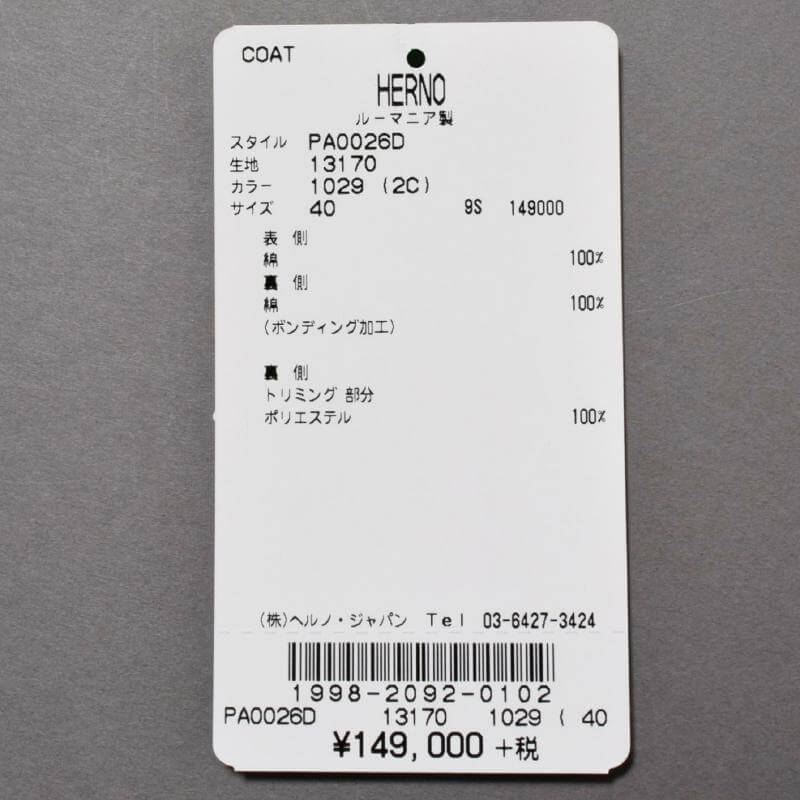 COAT
HERNO
ルーマニア製
スタイル PA0026D
生地 13170
カラー 1029 (2C)
サイズ 40 9S 149000
表 側
綿 100%
裏 側
綿 100%
(ボンディング加工)
裏 側
トリミング 部分
ポリエステル 100%
(株)ヘルノ・ジャパン Tel 03-6427-3424
1998-2092-0102
PA0026D 13170 1029 ( 40
¥149,000 +税